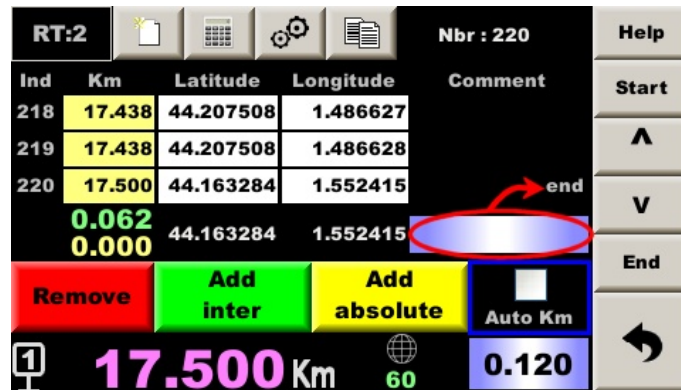 RT:2 Nbr : 220 Help
Ind Km Latitude Longitude Comment Start
218 17.438 44.207508 1.486627
219 17.438 44.207508 1.486628
220 17.500 44.163284 1.552415 end
0.062
44.163284 1.552415
0.000
End
Remove Add inter Add absolute Auto Km
1 17.500 Km 60 0.120